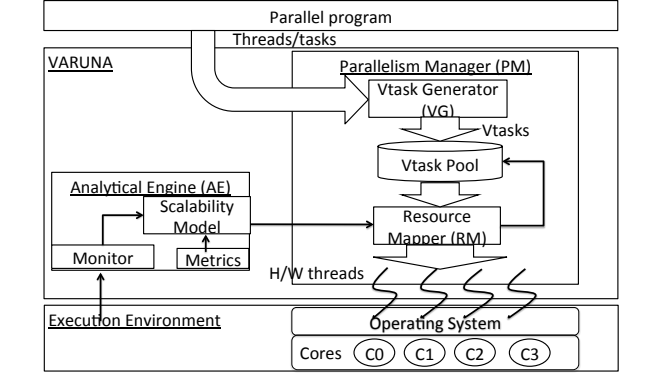 Parallel program
Threads/tasks
VARUNA
Parallelism Manager (PM)
Vtask Generator
(VG)
Vtasks
Vtask Pool
Analytical Engine (AE)
Scalability
Model
Resource
Mapper (RM)
Monitor
Metrics
H/W threads
Execution Environment
Operating System
Cores C0 C1 C2 C3